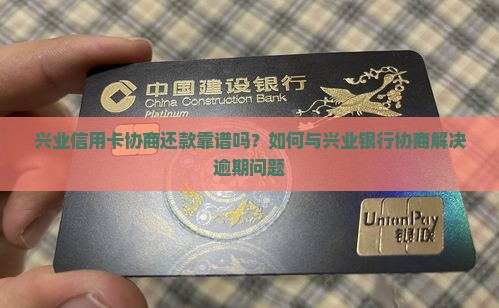 中国建设银行
China Construction Bank
Platinum
兴业信用卡协商还款靠谱吗？如何与兴业银行协商解决
逾期问题
UnionPay
银联